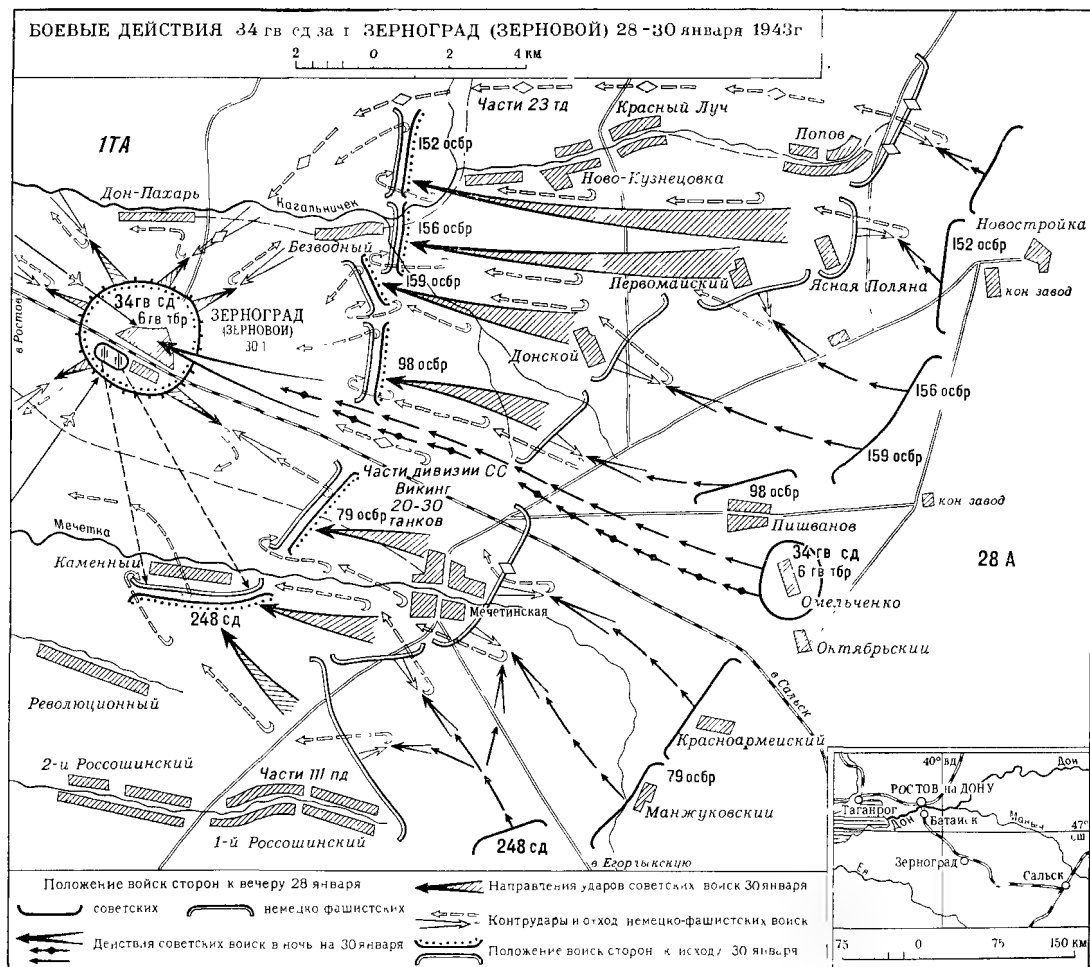 БОЕВЫЕ ДЕЙСТВИЯ 34 гв сд за г ЗЕРНОГРАД (ЗЕРНОВОЙ) 28-30 января 1943г
2 0 2 4 км
Части 23 тд
Красный Луч
Попов
1ТА
152 осбр
Дон-Пахарь
Кагальничек
Ново-Кузнецовка
Новостройка
156 осбр
152 осбр
Безводный
Первомайский
Ясная Поляна
кон завод
159 осбр
34 гв сд
6 гв тбр
ЗЕРНОГРАД
(ЗЕРНОВОЙ)
30 1
в Ростов
Донской
98 осбр
156 осбр
159 осбр
Части дивизии СС
Викинг
20-30
танков
98 осбр
кон завод
79 осбр
Пишванов
Мечетка
Каменный
34 гв сд
6 гв тбр
28 А
Омельченко
Мечетинская
248 сд
Октябрьский
в Сальск
Революционный
Красноармеиский
2-и Россошинский
Части 111 пд
79 осбр
Манжуковский
1-й Россошинский
248 сд
в Егорлыкскую
40° вд
Дон
РОСТОВ на ДОНУ
Таганрог
Дон
Батаиск
Маныч
47°
сш
Зерноград
Ея
Сальск
75 0 75 150 км
Положение войск сторон к вечеру 28 января
советских
немецко фашистских
Действия советских войск в ночь на 30 января
Направления ударов советских воиск 30 января
Контрудары и отход немецко-фашистских войск
Положение войск сторон к исходу 30 января